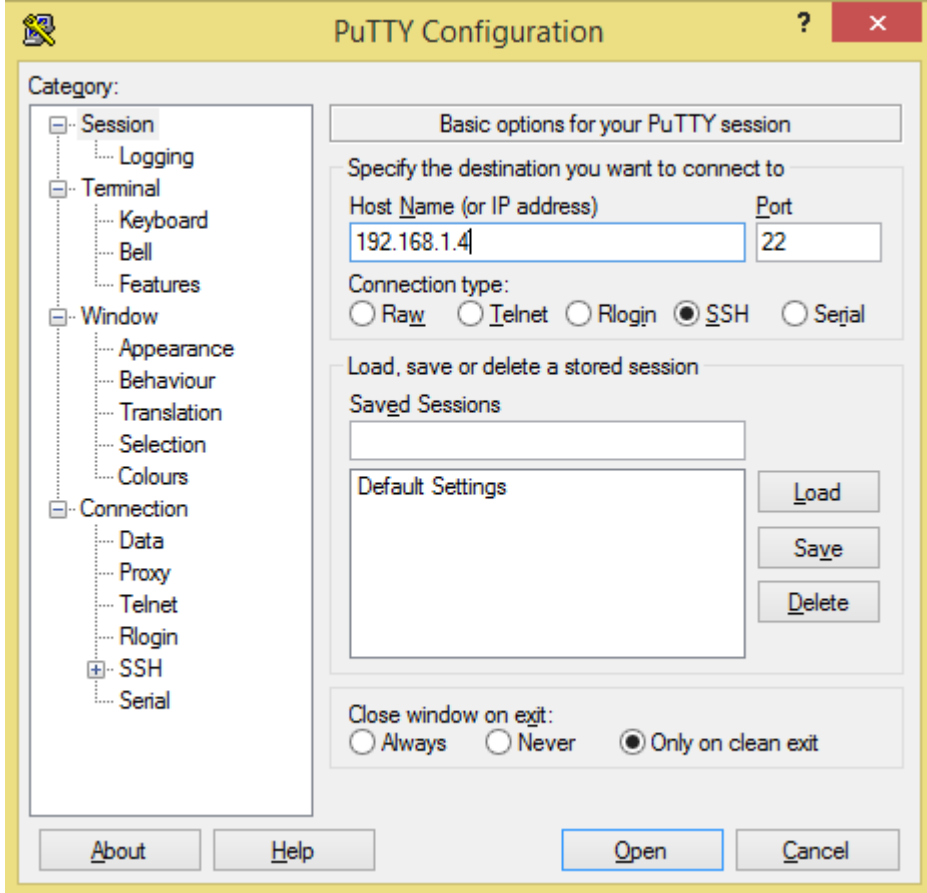 PuTTY Configuration ? ×
Category:
Session
Logging
Terminal
Keyboard
Bell
Features
Window
Appearance
Behaviour
Translation
Selection
Colours
Connection
Data
Proxy
Telnet
Rlogin
SSH
Serial
Basic options for your PuTTY session
Specify the destination you want to connect to
Host Name (or IP address) Port
192.168.1.4 22
Connection type:
Raw Telnet Rlogin SSH Serial
Load, save or delete a stored session
Saved Sessions
Default Settings
Load
Save
Delete
Close window on exit:
Always Never Only on clean exit
About Help Open Cancel